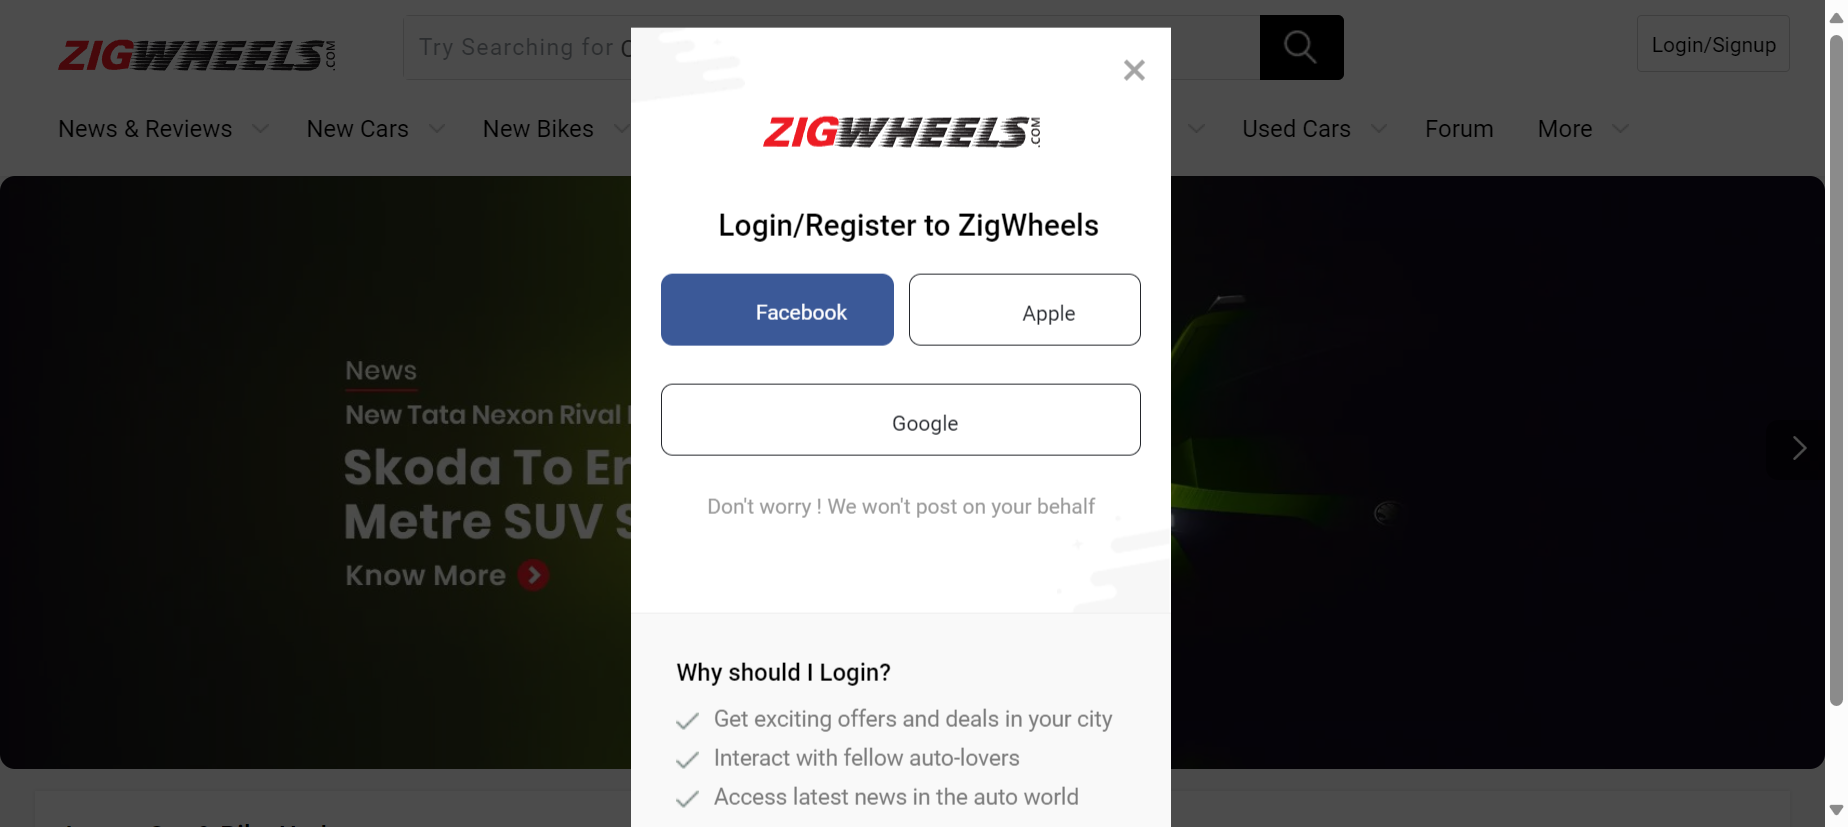 ZIGWHEELS.COM
Try Searching for
Login/Signup
News & Reviews
New Cars
New Bikes
Used Cars
Forum
More
ZIGWHEELS.COM
Login/Register to ZigWheels
Facebook
Apple
Google
Don't worry ! We won't post on your behalf
News
New Tata Nexon Rival
Skoda To
Metre SUV
Know More
Why should I Login?
Get exciting offers and deals in your city
Interact with fellow auto-lovers
Access latest news in the auto world